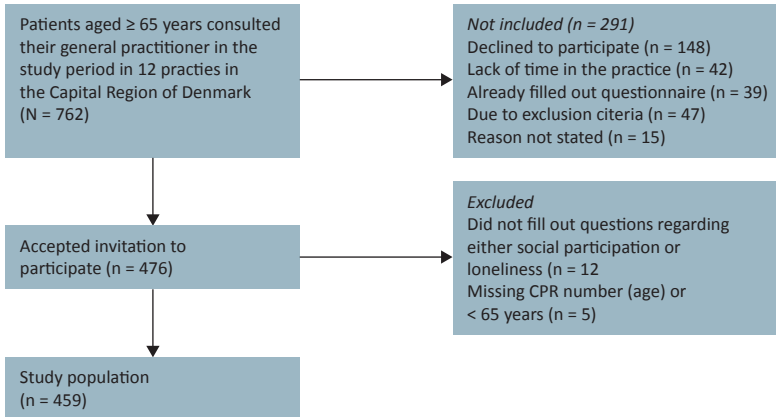 Patients aged ≥ 65 years consulted
their general practitioner in the
study period in 12 practies in
the Capital Region of Denmark
(N = 762)
Not included (n = 291)
Declined to participate (n = 148)
Lack of time in the practice (n = 42)
Already filled out questionnaire (n = 39)
Due to exclusion citeria (n = 47)
Reason not stated (n = 15)
Accepted invitation to
participate (n = 476)
Excluded
Did not fill out questions regarding
either social participation or
loneliness (n = 12
Missing CPR number (age) or
< 65 years (n = 5)
Study population
(n = 459)